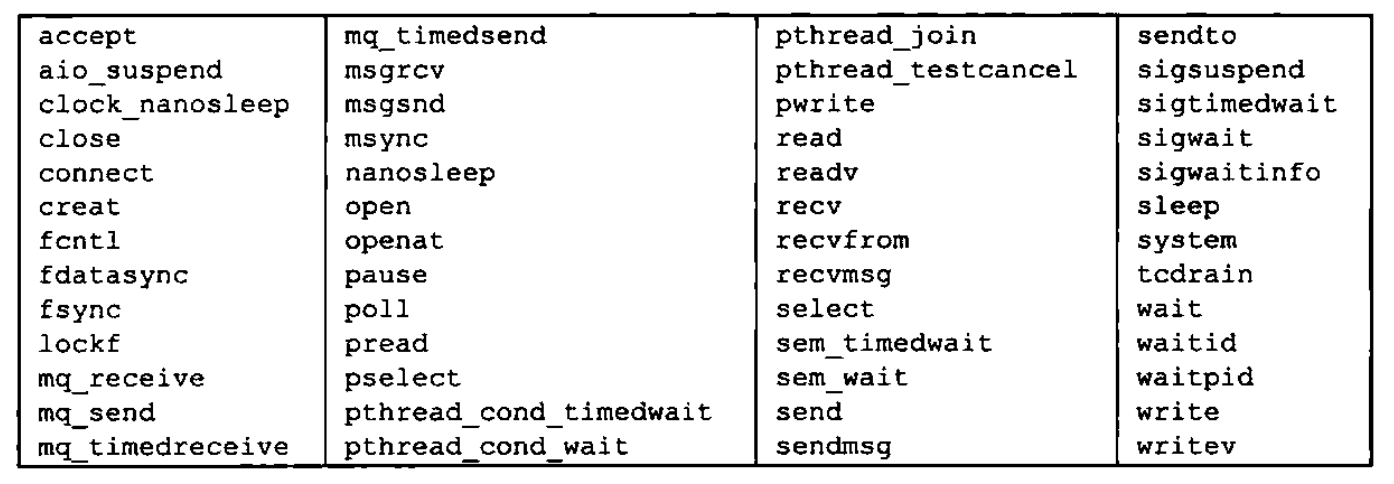 accept mq_timedsend pthread_join sendto
aio_suspend msgrcv pthread_testcancel sigsuspend
clock_nanosleep msgsnd pwrite sigtimedwait
close msync read sigwait
connect nanosleep readv sigwaitinfo
creat open recv sleep
fcntl openat recvfrom system
fdatasync pause recvmsg tcdrain
fsync poll select wait
lockf pread sem_timedwait waitid
mq_receive pselect sem_wait waitpid
mq_send pthread_cond_timedwait send write
mq_timedreceive pthread_cond_wait sendmsg writev